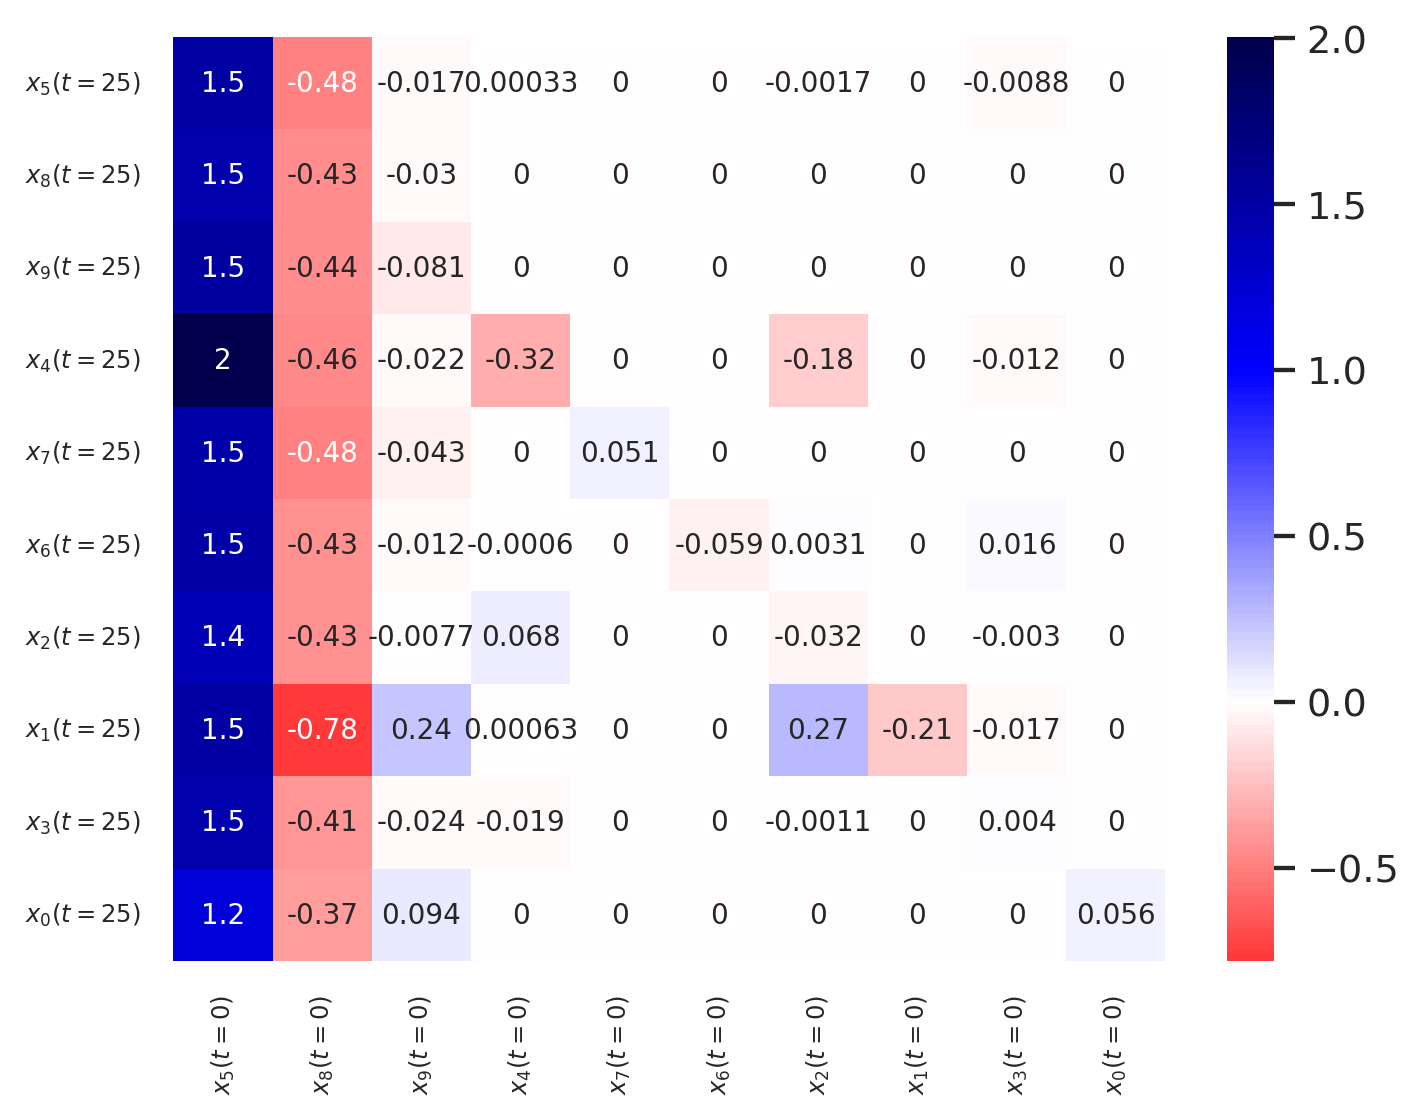 x₅(t = 25) 1.5 -0.48 -0.017 0.00033 0 0 -0.0017 0 -0.0088 0
x₈(t = 25) 1.5 -0.43 -0.03 0 0 0 0 0 0 0
x₉(t = 25) 1.5 -0.44 -0.081 0 0 0 0 0 0 0
x₄(t = 25) 2 -0.46 -0.022 -0.32 0 0 -0.18 0 -0.012 0
x₇(t = 25) 1.5 -0.48 -0.043 0 0.051 0 0 0 0 0
x₆(t = 25) 1.5 -0.43 -0.012 -0.0006 0 -0.059 0.0031 0 0.016 0
x₂(t = 25) 1.4 -0.43 -0.0077 0.068 0 0 -0.032 0 -0.003 0
x₁(t = 25) 1.5 -0.78 0.24 0.00063 0 0 0.27 -0.21 -0.017 0
x₃(t = 25) 1.5 -0.41 -0.024 -0.019 0 0 -0.0011 0 0.004 0
x₀(t = 25) 1.2 -0.37 0.094 0 0 0 0 0 0 0.056
x₅(t = 0) x₈(t = 0) x₉(t = 0) x₄(t = 0) x₇(t = 0) x₆(t = 0) x₂(t = 0) x₁(t = 0) x₃(t = 0) x₀(t = 0)
2.0
1.5
1.0
0.5
0.0
−0.5